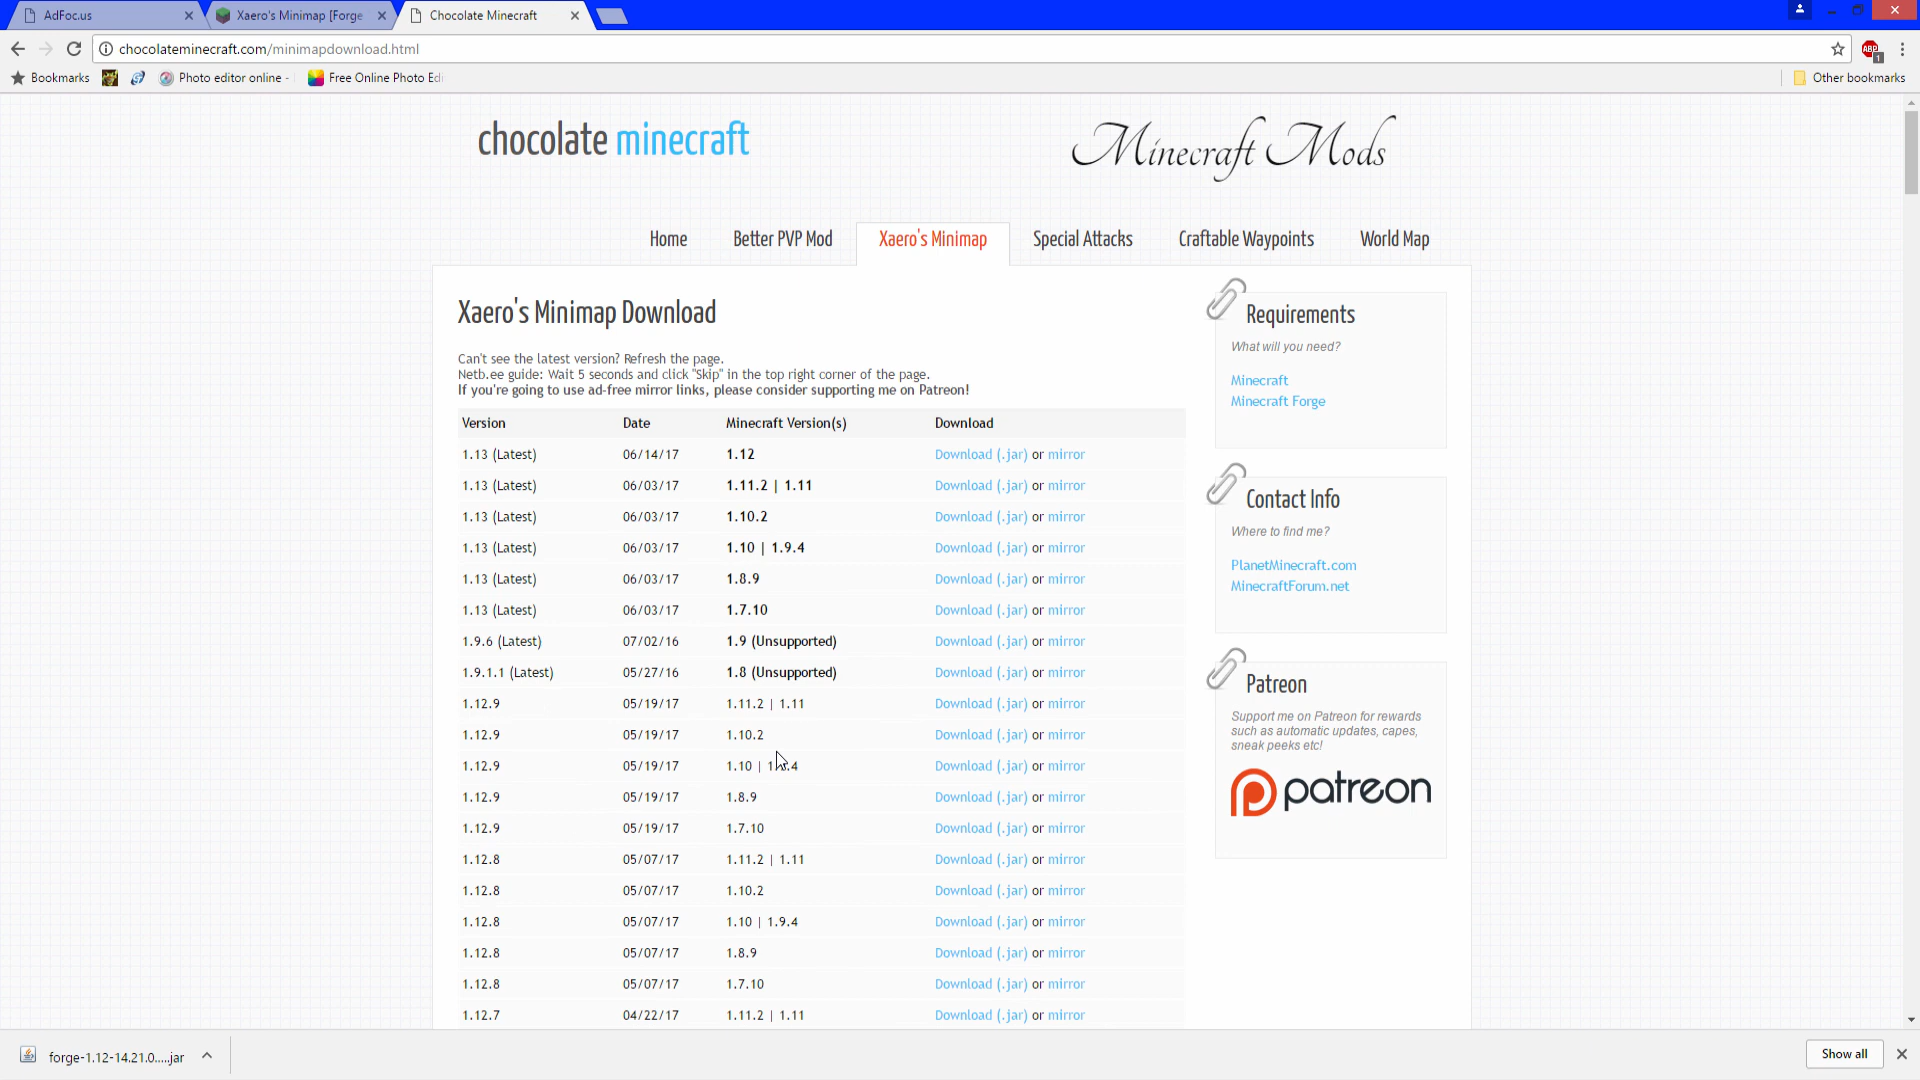 AdFoc.us
Xaero's Minimap [Forge
Chocolate Minecraft
chocolateminecraft.com/minimapdownload.html
ABP
1
Bookmarks
Photo editor online -
Free Online Photo Edi
Other bookmarks
chocolate minecraft
Minecraft Mods
Home
Better PVP Mod
Xaero's Minimap
Special Attacks
Craftable Waypoints
World Map
Xaero's Minimap Download
Can't see the latest version? Refresh the page.
Netb.ee guide: Wait 5 seconds and click "Skip" in the top right corner of the page.
If you're going to use ad-free mirror links, please consider supporting me on Patreon!
Version Date Minecraft Version(s) Download
1.13 (Latest) 06/14/17 1.12 Download (.jar) or mirror
1.13 (Latest) 06/03/17 1.11.2 | 1.11 Download (.jar) or mirror
1.13 (Latest) 06/03/17 1.10.2 Download (.jar) or mirror
1.13 (Latest) 06/03/17 1.10 | 1.9.4 Download (.jar) or mirror
1.13 (Latest) 06/03/17 1.8.9 Download (.jar) or mirror
1.13 (Latest) 06/03/17 1.7.10 Download (.jar) or mirror
1.9.6 (Latest) 07/02/16 1.9 (Unsupported) Download (.jar) or mirror
1.9.1.1 (Latest) 05/27/16 1.8 (Unsupported) Download (.jar) or mirror
1.12.9 05/19/17 1.11.2 | 1.11 Download (.jar) or mirror
1.12.9 05/19/17 1.10.2 Download (.jar) or mirror
1.12.9 05/19/17 1.10 | Download (.jar) or mirror
1.12.9 05/19/17 1.8.9 Download (.jar) or mirror
1.12.9 05/19/17 1.7.10 Download (.jar) or mirror
1.12.8 05/07/17 1.11.2 | 1.11 Download (.jar) or mirror
1.12.8 05/07/17 1.10.2 Download (.jar) or mirror
1.12.8 05/07/17 1.10 | 1.9.4 Download (.jar) or mirror
1.12.8 05/07/17 1.8.9 Download (.jar) or mirror
1.12.8 05/07/17 1.7.10 Download (.jar) or mirror
1.12.7 04/22/17 1.11.2 | 1.11 Download (.jar) or mirror
Requirements
What will you need?
Minecraft
Minecraft Forge
Contact Info
Where to find me?
PlanetMinecraft.com
MinecraftForum.net
Patreon
Support me on Patreon for rewards
such as automatic updates, capes,
sneak peeks etc!
patreon
forge-1.12-14.21.0.....jar
Show all